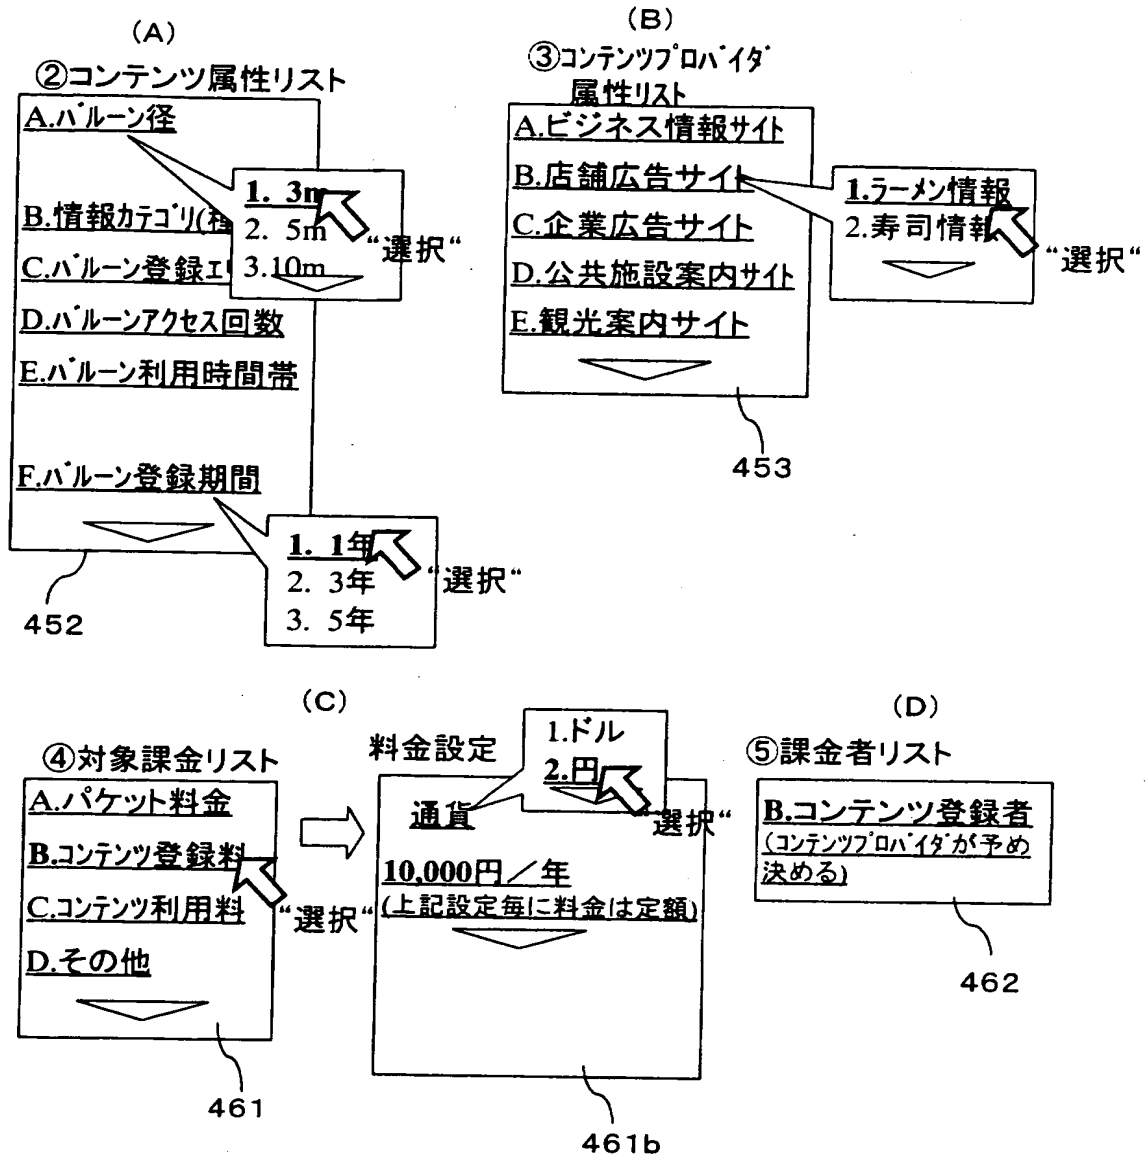 (A)
②コンテンツ属性リスト
A.バルーン径
1. 3m
2. 5m
3.10m
“選択“
B.情報カテゴリ(種
C.バルーン登録エリ
D.バルーンアクセス回数
E.バルーン利用時間帯
F.バルーン登録期間
1. 1年
2. 3年
3. 5年
“選択“
452
(B)
③コンテンツプロバイダ
属性リスト
A.ビジネス情報サイト
B.店舗広告サイト
C.企業広告サイト
D.公共施設案内サイト
E.観光案内サイト
1.ラーメン情報
2.寿司情報
“選択“
453
(C)
④対象課金リスト
A.パケット料金
B.コンテンツ登録料
C.コンテンツ利用料
D.その他
“選択“
461
料金設定
1.ドル
2.円
“選択“
通貨
10,000円/年
(上記設定毎に料金は定額)
461b
(D)
⑤課金者リスト
B.コンテンツ登録者
(コンテンツプロバイダが予め
決める)
462